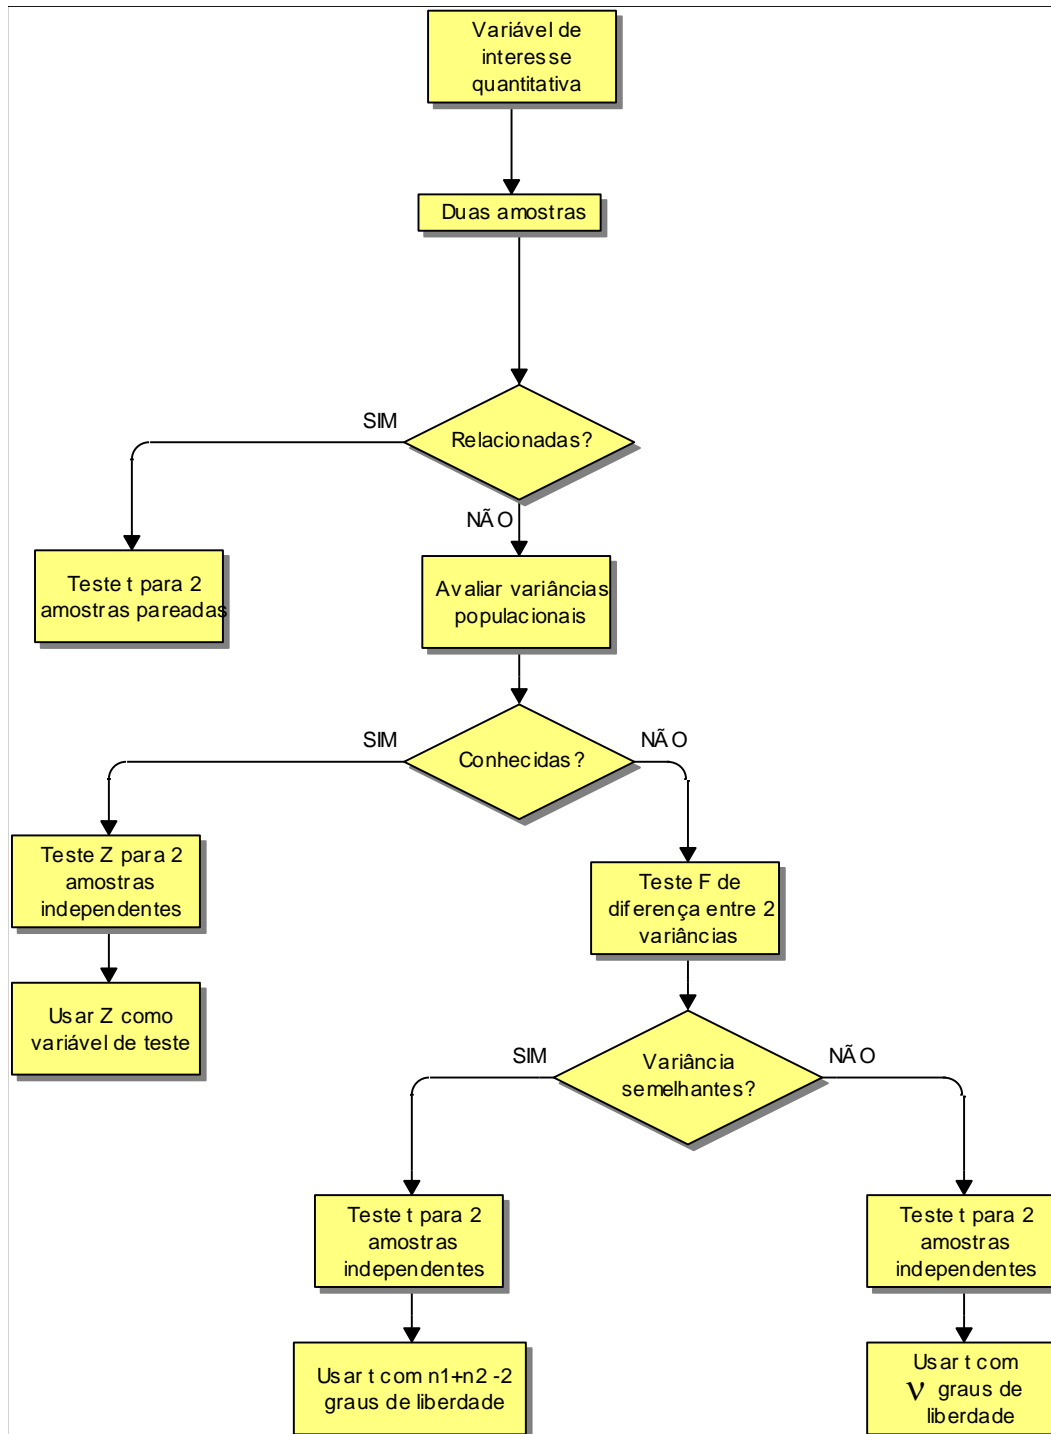 Variável de
interesse
quantitativa
Duas amostras
SIM
Relacionadas?
NÃO
Teste t para 2
amostras pareadas
Avaliar variâncias
populacionais
SIM
Conhecidas?
NÃO
Teste Z para 2
amostras
independentes
Teste F de
diferença entre 2
variâncias
Usar Z como
variável de teste
SIM
Variância
semelhantes?
NÃO
Teste t para 2
amostras
independentes
Teste t para 2
amostras
independentes
Usar t com n1+n2 -2
graus de liberdade
Usar t com
ν graus de
liberdade